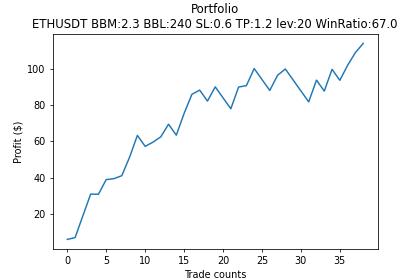 Portfolio
ETHUSDT BBM:2.3 BBL:240 SL:0.6 TP:1.2 lev:20 WinRatio:67.0
100
80
60
40
20
Profit ($)
0 5 10 15 20 25 30 35
Trade counts